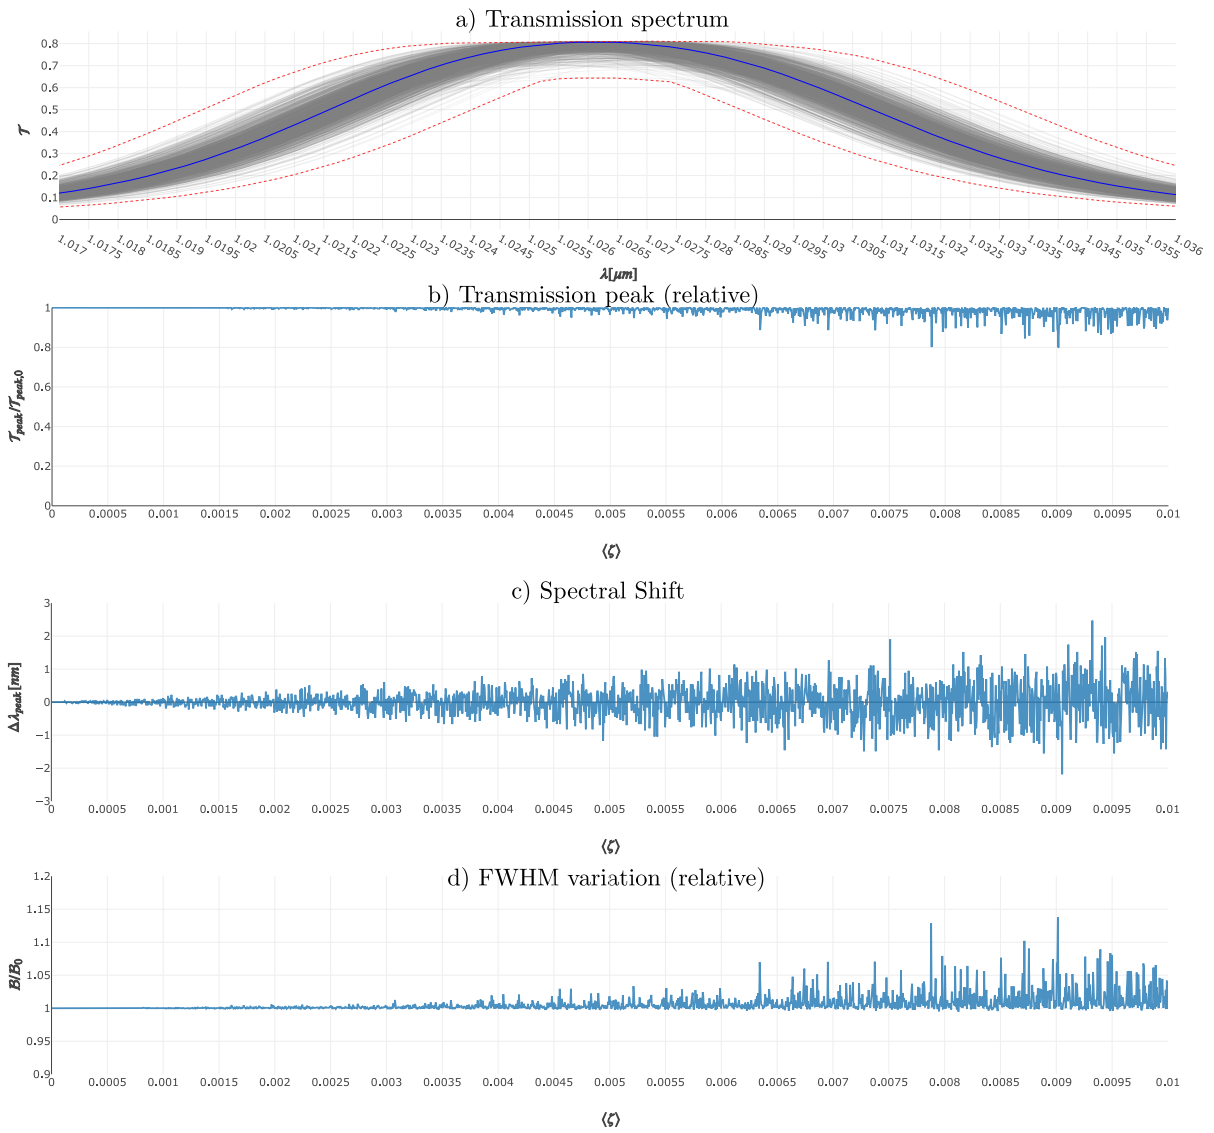 a) Transmission spectrum
0.8
0.7
0.6
0.5
0.4
0.3
0.2
0.1
0
𝒯
1.017 1.0175 1.018 1.0185 1.019 1.0195 1.02 1.0205 1.021 1.0215 1.022 1.0225 1.023 1.0235 1.024 1.0245 1.025 1.0255 1.026 1.0265 1.027 1.0275 1.028 1.0285 1.029 1.0295 1.03 1.0305 1.031 1.0315 1.032 1.0325 1.033 1.0335 1.034 1.0345 1.035 1.0355 1.036
λ[μm]
b) Transmission peak (relative)
1
0.8
0.6
0.4
0.2
0
𝒯peak/𝒯peak,0
0 0.0005 0.001 0.0015 0.002 0.0025 0.003 0.0035 0.004 0.0045 0.005 0.0055 0.006 0.0065 0.007 0.0075 0.008 0.0085 0.009 0.0095 0.01
⟨ζ⟩
c) Spectral Shift
3
2
1
0
−1
−2
−3
Δλpeak[nm]
0 0.0005 0.001 0.0015 0.002 0.0025 0.003 0.0035 0.004 0.0045 0.005 0.0055 0.006 0.0065 0.007 0.0075 0.008 0.0085 0.009 0.0095 0.01
⟨ζ⟩
d) FWHM variation (relative)
1.2
1.15
1.1
1.05
1
0.95
0.9
ℬ/ℬ0
0 0.0005 0.001 0.0015 0.002 0.0025 0.003 0.0035 0.004 0.0045 0.005 0.0055 0.006 0.0065 0.007 0.0075 0.008 0.0085 0.009 0.0095 0.01
⟨ζ⟩